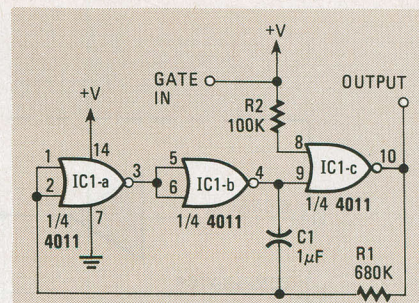 +V
GATE
IN
OUTPUT
+V
R2
100K
1
2
14
3
7
IC1-a
1/4
4011
5
6
4
IC1-b
1/4 4011
8
9
10
IC1-c
1/4 4011
C1
1µF
R1
680K